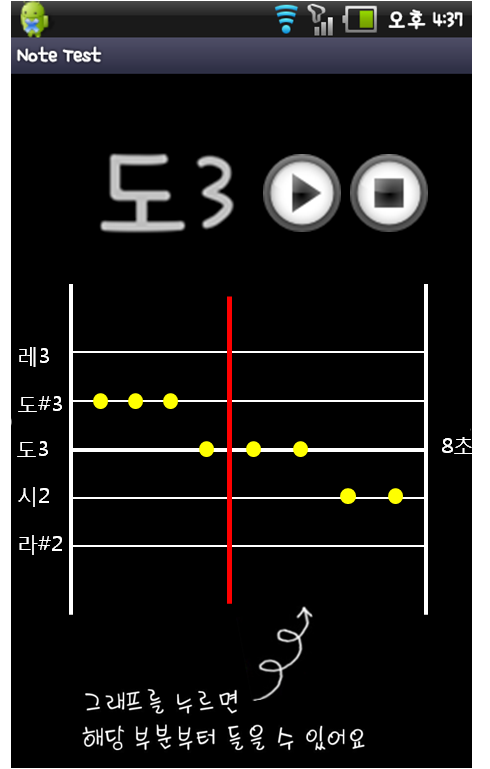 오후 4:37
Note Test
도3
레3
도#3
도3
8초
시2
라#2
그래프를 누르면
해당 부분부터 들을 수 있어요